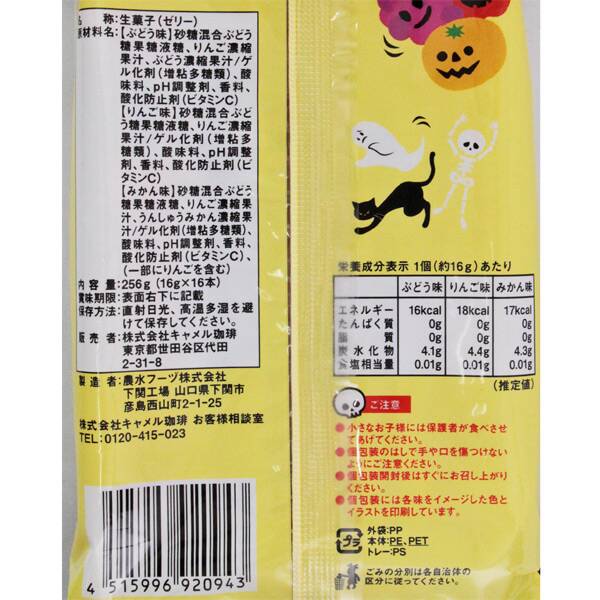 称:生菓子(ゼリー)
原材料名:【ぶどう味】砂糖混合ぶどう
糖果糖液糖、りんご濃縮
果汁、ぶどう濃縮果汁/ゲ
ル化剤(増粘多糖類)、酸
味料、pH調整剤、香料、
酸化防止剤(ビタミンC)
【りんご味】砂糖混合ぶど
う糖果糖液糖、りんご濃縮
果汁/ゲル化剤(増粘多糖
類)、酸味料、pH調整
剤、香料、酸化防止剤(ビ
タミンC)
【みかん味】砂糖混合ぶどう
糖果糖液糖、りんご濃縮果
汁、うんしゅうみかん濃縮果
汁/ゲル化剤(増粘多糖類)、
酸味料、pH調整剤、香料、
酸化防止剤(ビタミンC)、
(一部にりんごを含む)
内容量:256g(16g×16本)
賞味期限:表面右下に記載
保存方法:直射日光、高温多湿を避
けて保存してください。
販売者:株式会社キャメル珈琲
東京都世田谷区代田
2-31-8
製造者:農水フーヅ株式会社
下関工場 山口県下関市
彦島西山町2-1-25
株式会社キャメル珈琲 お客様相談室
TEL:0120-415-023
4 515996 920943
栄養成分表示 1個(約16g)あたり
ぶどう味 りんご味 みかん味
エネルギー 16kcal 18kcal 17kcal
たんぱく質 0g 0g 0g
脂質 0g 0g 0g
炭水化物 4.1g 4.4g 4.3g
食塩相当量 0.01g 0.01g 0.01g
(推定値)
ご注意
●小さなお子様には保護者が食べさせ
てあげてください。
●個包装のはしで手や口を傷つけない
ようにご注意ください。
●個包装開封後はすぐにお召し上がり
ください。
●個包装には各味をイメージした色と
イラストを印刷しています。
プラ
外袋:PP
本体:PE、PET
トレー:PS
ごみの分別は各自治体の
区分に従ってください。